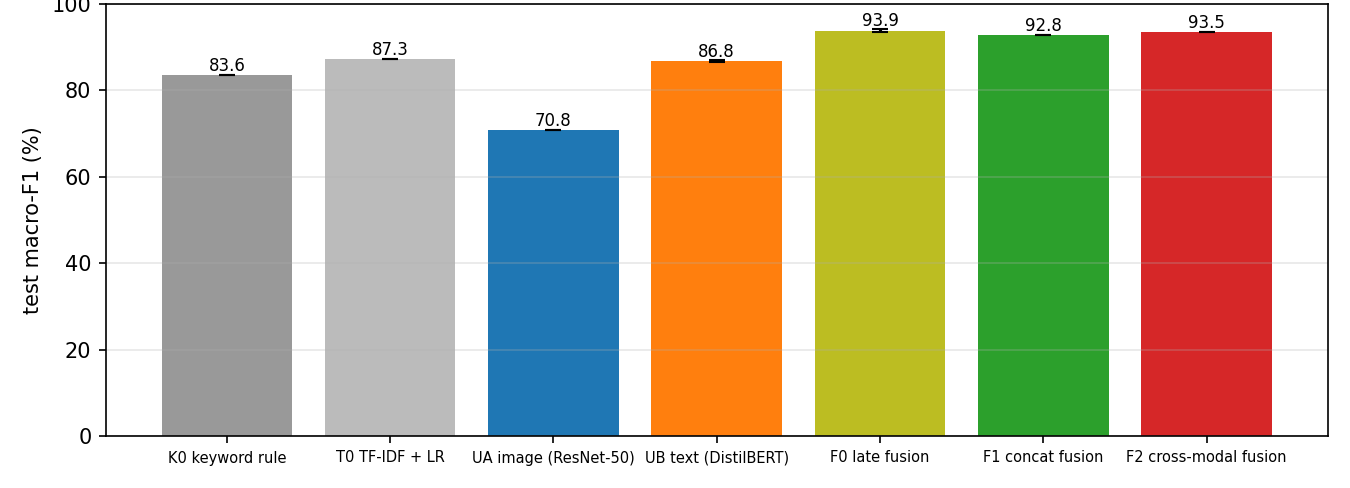 100
80
60
40
20
0
test macro-F1 (%)
83.6
87.3
70.8
86.8
93.9
92.8
93.5
K0 keyword rule
T0 TF-IDF + LR
UA image (ResNet-50)
UB text (DistilBERT)
F0 late fusion
F1 concat fusion
F2 cross-modal fusion